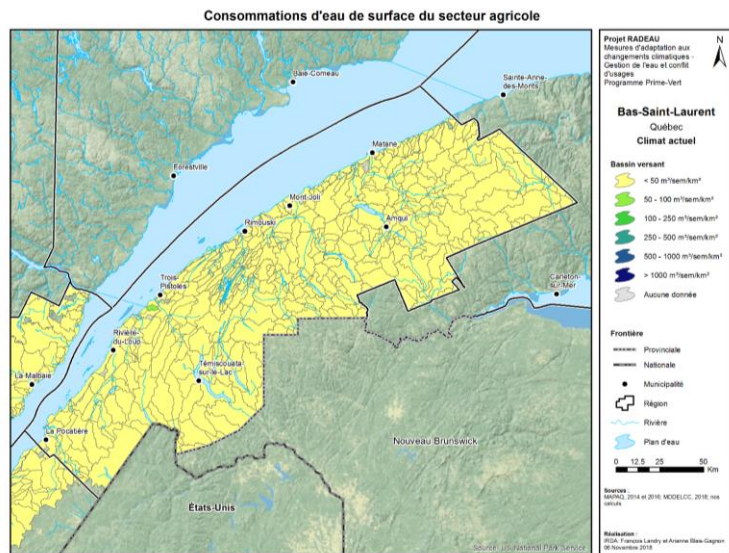 Consommations d'eau de surface du secteur agricole
Baie-Comeau
Sainte-Anne-
des-Monts
Forestville
Matane
Mont-Joli
Amqui
Rimouski
Trois-
Pistoles
Carleton-
sur-Mer
Rivière-
du-Loup
La Malbaie
Témiscouata-
sur-le-Lac
La Pocatière
Nouveau Brunswick
États-Unis
Source : US National Park Service
Projet RADEAU
Mesures d'adaptation aux
changements climatiques -
Gestion de l'eau et conflit
d'usages
Programme Prime-Vert
N
Bas-Saint-Laurent
Québec
Climat actuel
Bassin versant
< 50 m³/sem/km²
50 - 100 m³/sem/km²
100 - 250 m³/sem/km²
250 - 500 m³/sem/km²
500 - 1000 m³/sem/km²
> 1000 m³/sem/km²
Aucune donnée
Frontière
Provinciale
Nationale
Municipalité
Région
Rivière
Plan d'eau
0 12.5 25 50
Km
Sources :
MAPAQ, 2014 et 2016; MDDELCC, 2016; nos
calculs
Réalisation :
IRDA: François Landry et Arianne Blais-Gagnon
06 Novembre 2018